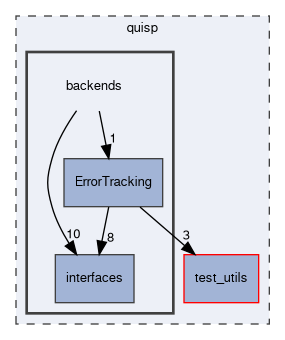 quisp
backends
1
ErrorTracking
10
8
3
interfaces
test_utils